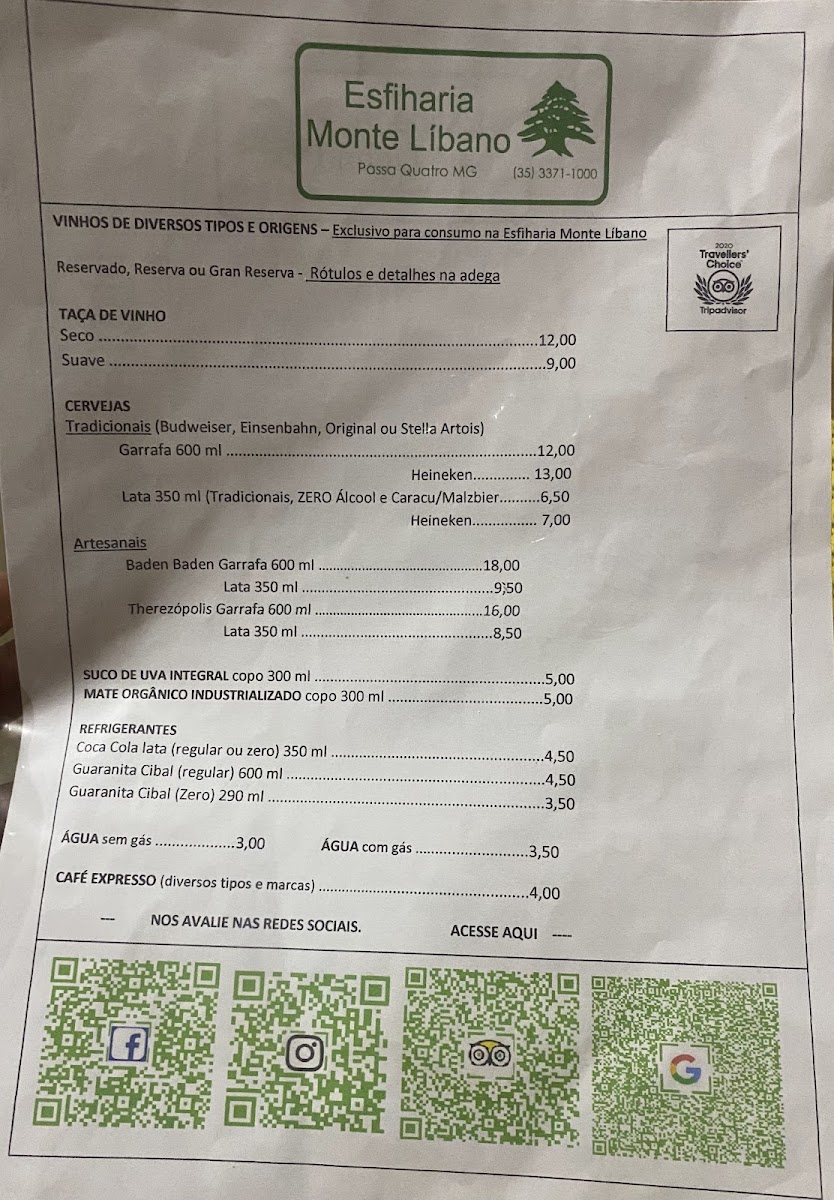 Esfiharia
Monte Líbano
Passa Quatro MG (35) 3371-1000
VINHOS DE DIVERSOS TIPOS E ORIGENS – Exclusivo para consumo na Esfiharia Monte Líbano
Reservado, Reserva ou Gran Reserva - Rótulos e detalhes na adega
2020
Travellers'
Choice
Tripadvisor
TAÇA DE VINHO
Seco ........ 12,00
Suave ........ 9,00
CERVEJAS
Tradicionais (Budweiser, Einsenbahn, Original ou Stella Artois)
Garrafa 600 ml ........ 12,00
Heineken........ 13,00
Lata 350 ml (Tradicionais, ZERO Álcool e Caracu/Malzbier........6,50
Heineken........ 7,00
Artesanais
Baden Baden Garrafa 600 ml ........ 18,00
Lata 350 ml ........ 9,50
Therezópolis Garrafa 600 ml ........ 16,00
Lata 350 ml ........ 8,50
SUCO DE UVA INTEGRAL copo 300 ml ........ 5,00
MATE ORGÂNICO INDUSTRIALIZADO copo 300 ml ........ 5,00
REFRIGERANTES
Coca Cola lata (regular ou zero) 350 ml ........ 4,50
Guaranita Cibal (regular) 600 ml ........ 4,50
Guaranita Cibal (Zero) 290 ml ........ 3,50
ÁGUA sem gás ........ 3,00 ÁGUA com gás ........ 3,50
CAFÉ EXPRESSO (diversos tipos e marcas) ........ 4,00
--- NOS AVALIE NAS REDES SOCIAIS. ACESSE AQUI ----